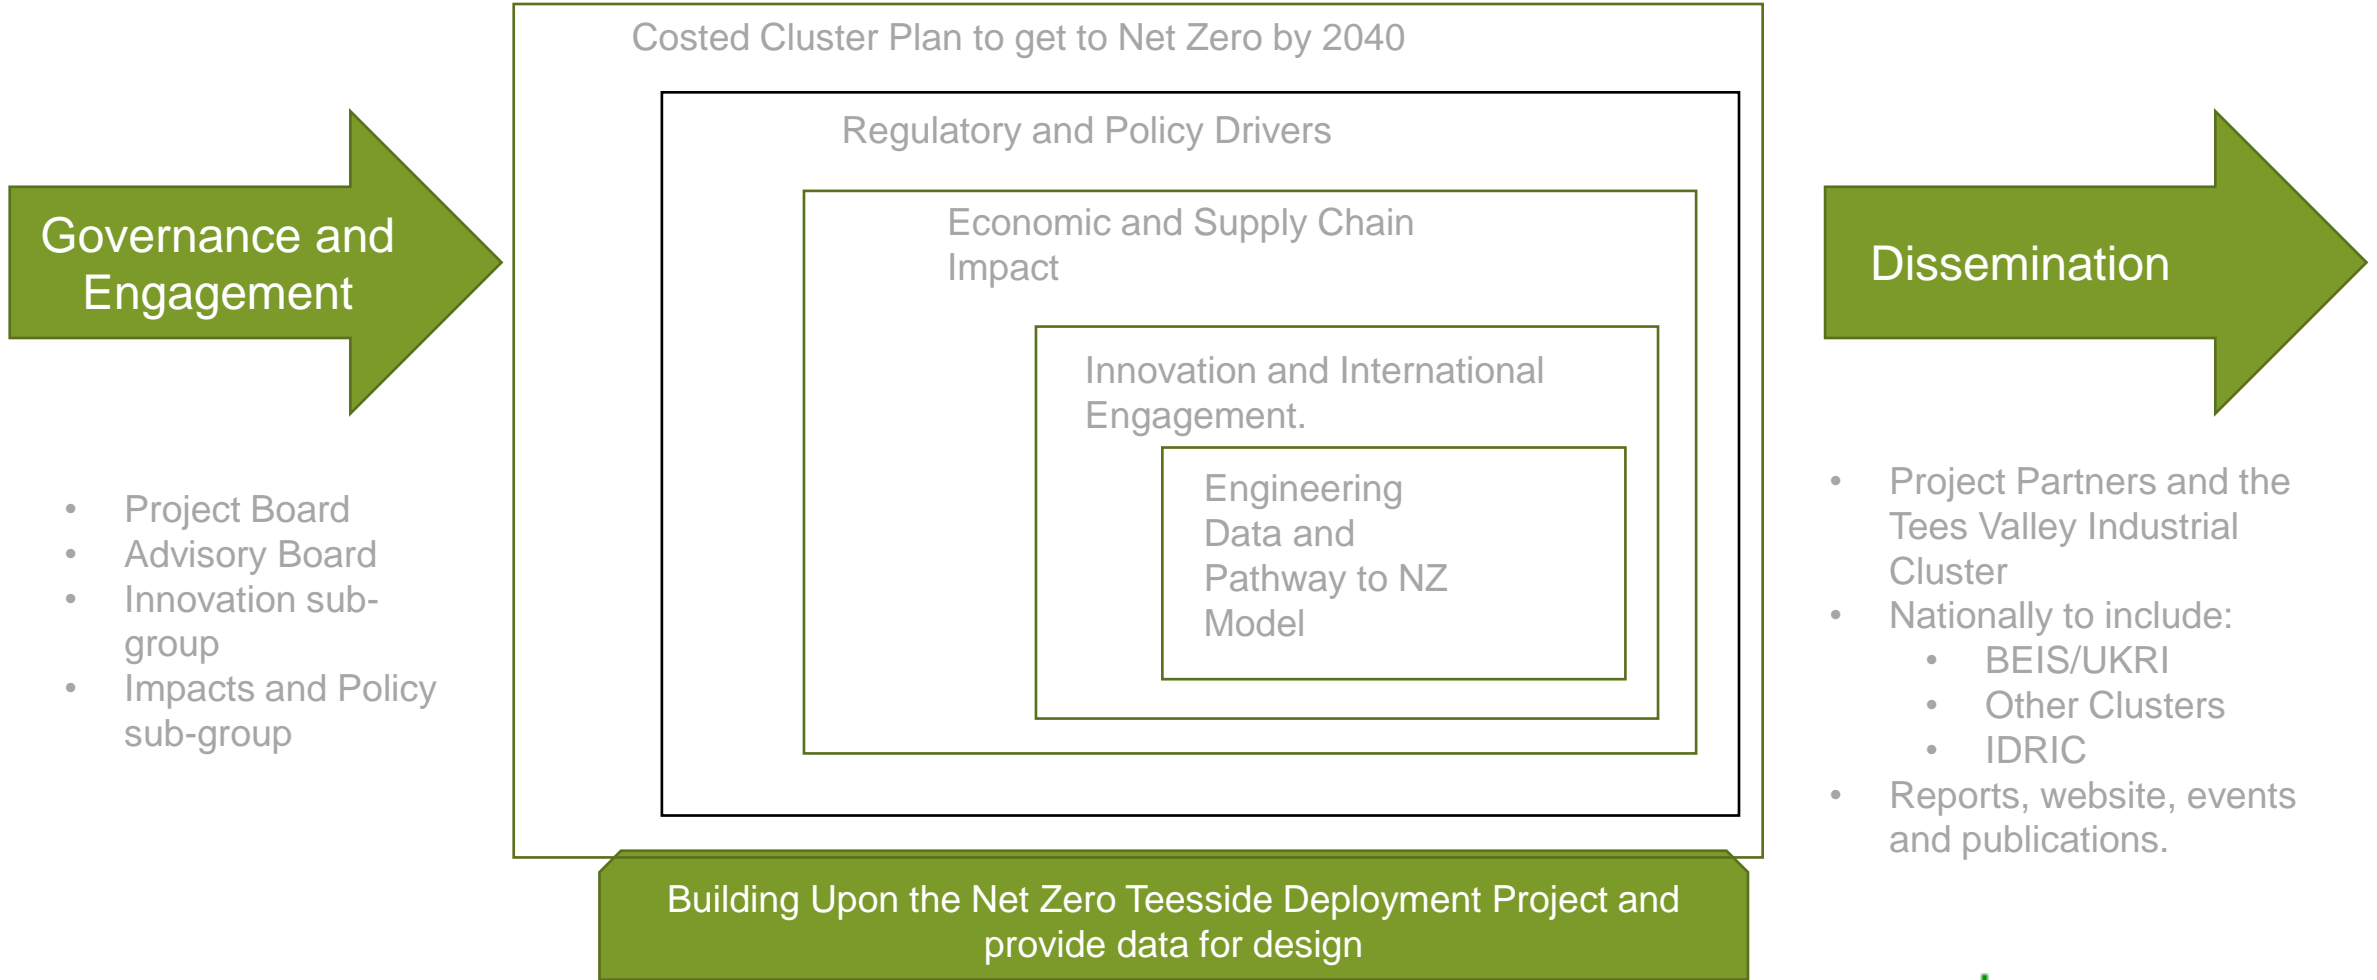 Costed Cluster Plan to get to Net Zero by 2040
Regulatory and Policy Drivers
Economic and Supply Chain
Impact
Innovation and International
Engagement.
Engineering
Data and
Pathway to NZ
Model
Governance and
Engagement
• Project Board
• Advisory Board
• Innovation sub-
group
• Impacts and Policy
sub-group
Dissemination
• Project Partners and the
Tees Valley Industrial
Cluster
• Nationally to include:
• BEIS/UKRI
• Other Clusters
• IDRIC
• Reports, website, events
and publications.
Building Upon the Net Zero Teesside Deployment Project and
provide data for design